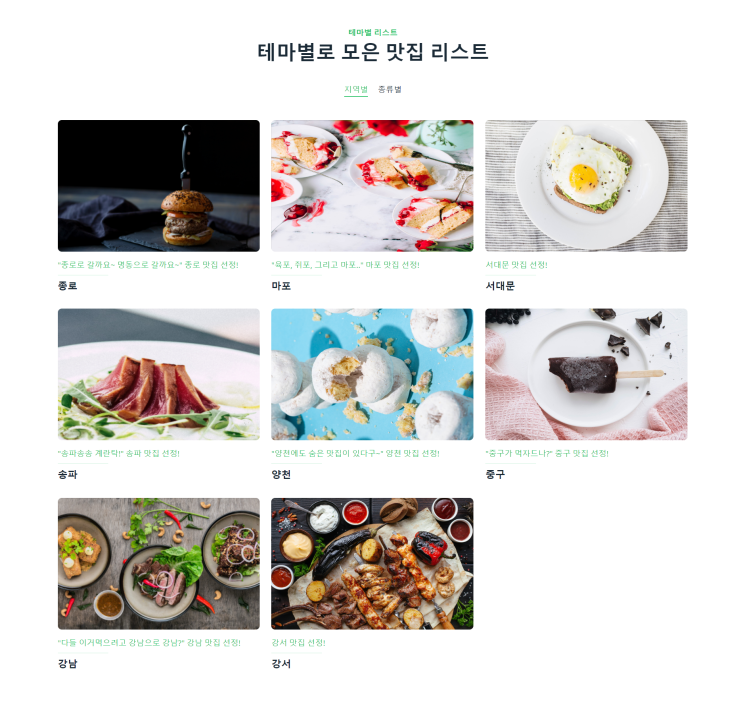 테마별 리스트
테마별로 모은 맛집 리스트
지역별 종류별
"종로로 갈까요~ 명동으로 갈까요~" 종로 맛집 선정!
종로
"육포, 쥐포, 그리고 마포.." 마포 맛집 선정!
마포
서대문 맛집 선정!
서대문
"송파송송 계란탁!" 송파 맛집 선정!
송파
"양천에도 숨은 맛집이 있다구~" 양천 맛집 선정!
양천
"중구가 먹자드나?" 중구 맛집 선정!
중구
"다들 이거먹으려고 강남으로 강남?" 강남 맛집 선정!
강남
강서 맛집 선정!
강서